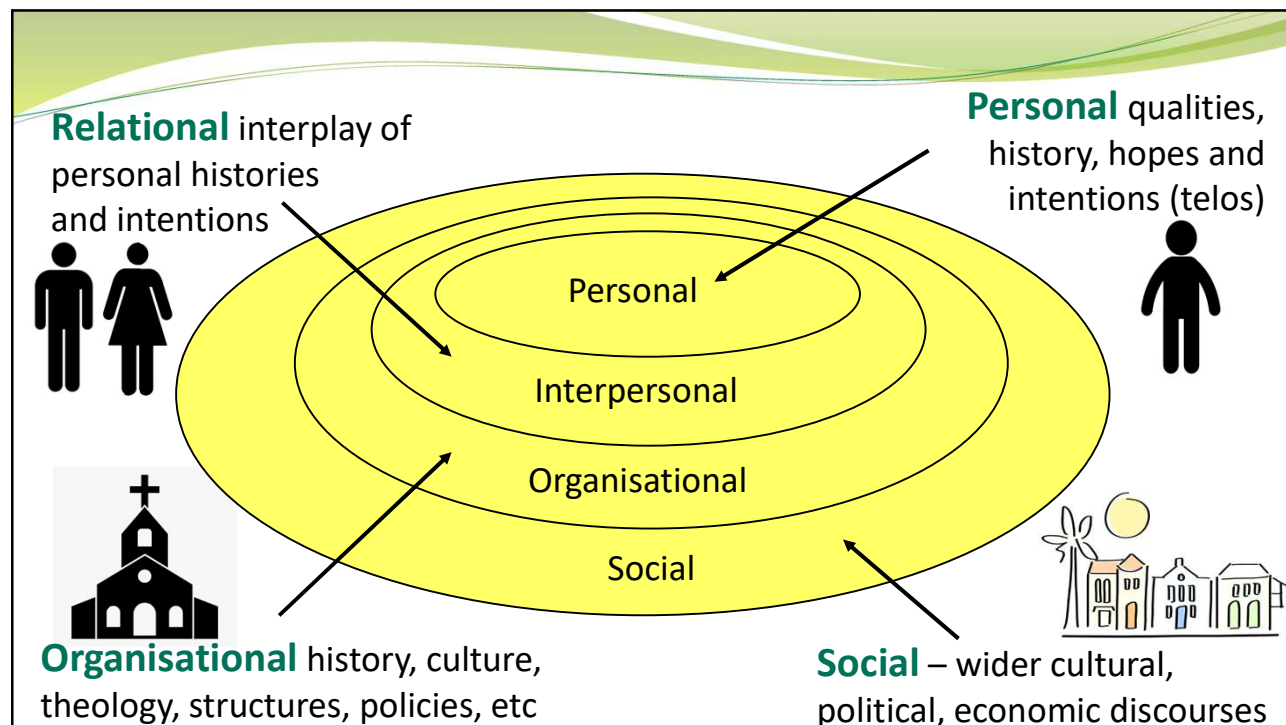 Relational interplay of
personal histories
and intentions
Personal qualities,
history, hopes and
intentions (telos)
Personal
Interpersonal
Organisational
Social
Organisational history, culture,
theology, structures, policies, etc
Social – wider cultural,
political, economic discourses